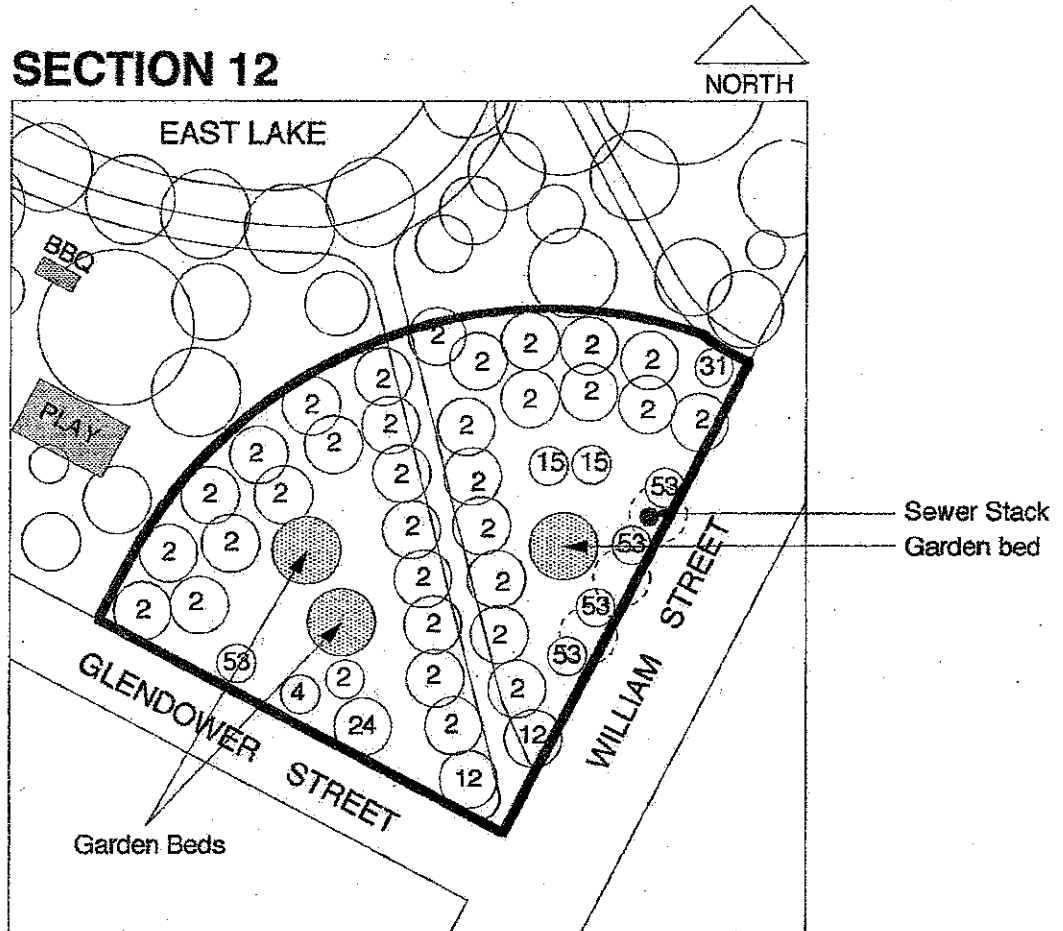 SECTION 12
NORTH
EAST LAKE
BBQ
2
2 2
2 2 31
2
2 2
2 2 2
PLAY
2 2
2
2
2 2 15 15
53
2 2
Sewer Stack
2 2
2 2 53
Garden bed
2 2
2 2 53
2 2
53 53
WILLIAM STREET
4 2 2 2
24 2 12
GLENDOWER STREET
12
Garden Beds